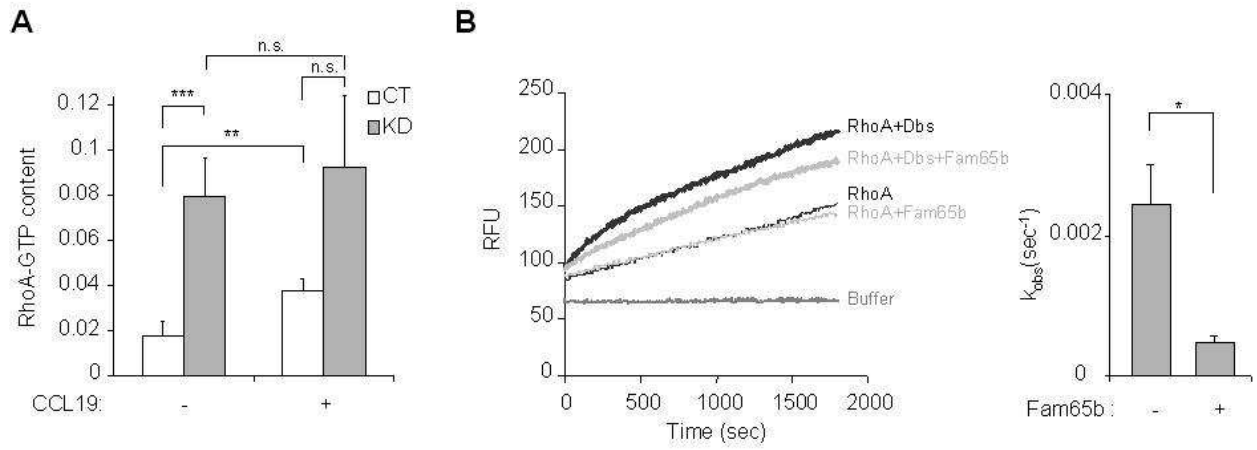 A
n.s.
n.s.
***
**
CT
KD
0.12
0.1
0.08
0.06
0.04
0.02
0
RhoA-GTP content
CCL19: - +
B
250
200
150
100
50
0
RFU
RhoA+Dbs
RhoA+Dbs+Fam65b
RhoA
RhoA+Fam65b
Buffer
0 500 1000 1500 2000
Time (sec)
0.004
0.002
0
kobs(sec-1)
*
Fam65b : - +